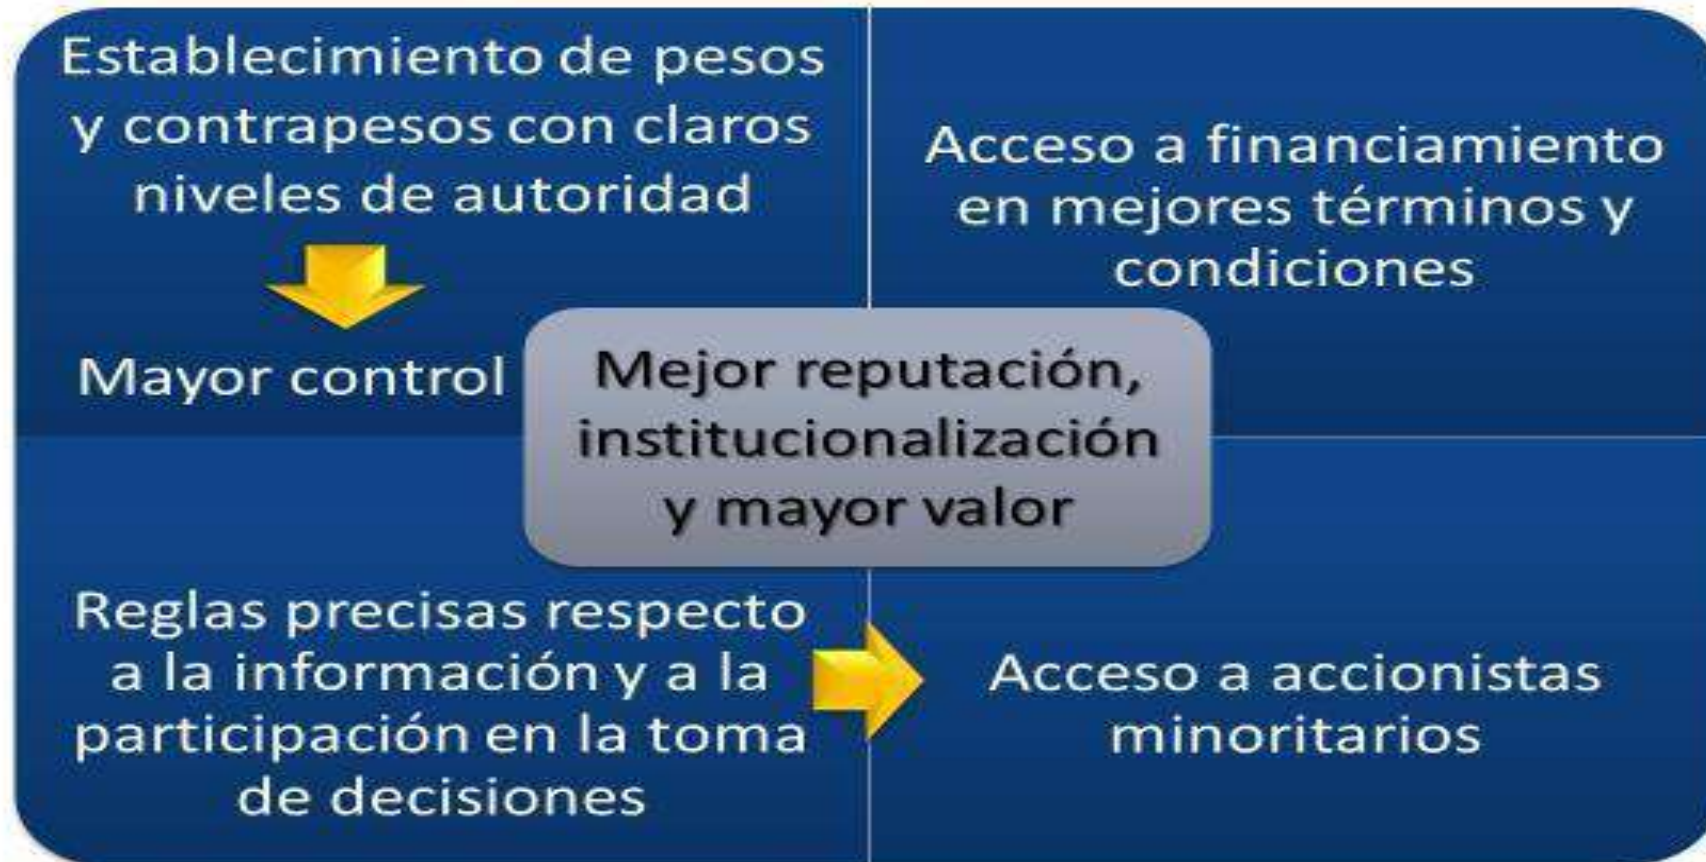 Establecimiento de pesos
y contrapesos con claros
niveles de autoridad
Mayor control
Acceso a financiamiento
en mejores términos y
condiciones
Mejor reputación,
institucionalización
y mayor valor
Reglas precisas respecto
a la información y a la
participación en la toma
de decisiones
Acceso a accionistas
minoritarios